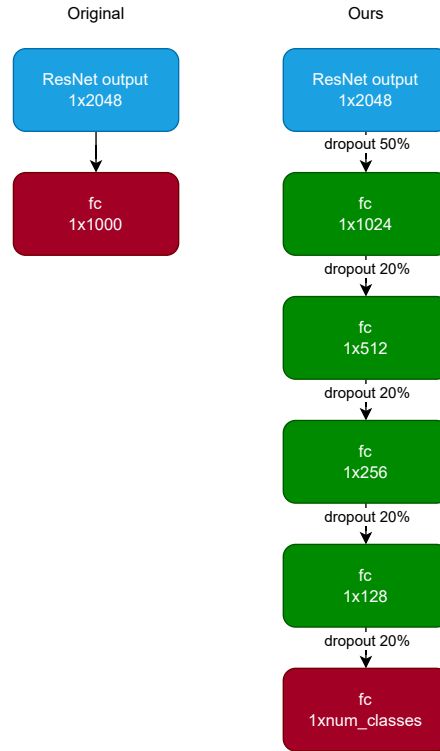 Original
ResNet output
1x2048
fc
1x1000
Ours
ResNet output
1x2048
dropout 50%
fc
1x1024
dropout 20%
fc
1x512
dropout 20%
fc
1x256
dropout 20%
fc
1x128
dropout 20%
fc
1xnum_classes